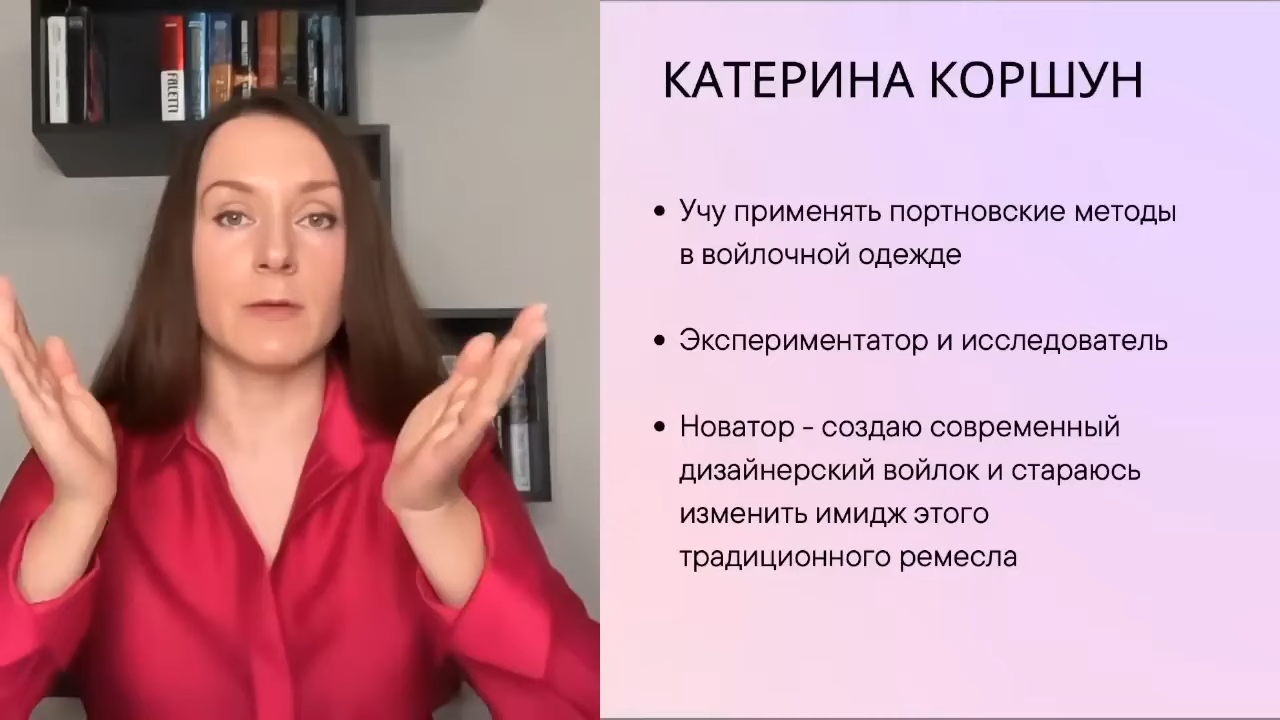 FALETTI
КАТЕРИНА КОРШУН
• Учу применять портновские методы
в войлочной одежде
• Экспериментатор и исследователь
• Новатор - создаю современный
дизайнерский войлок и стараюсь
изменить имидж этого
традиционного ремесла